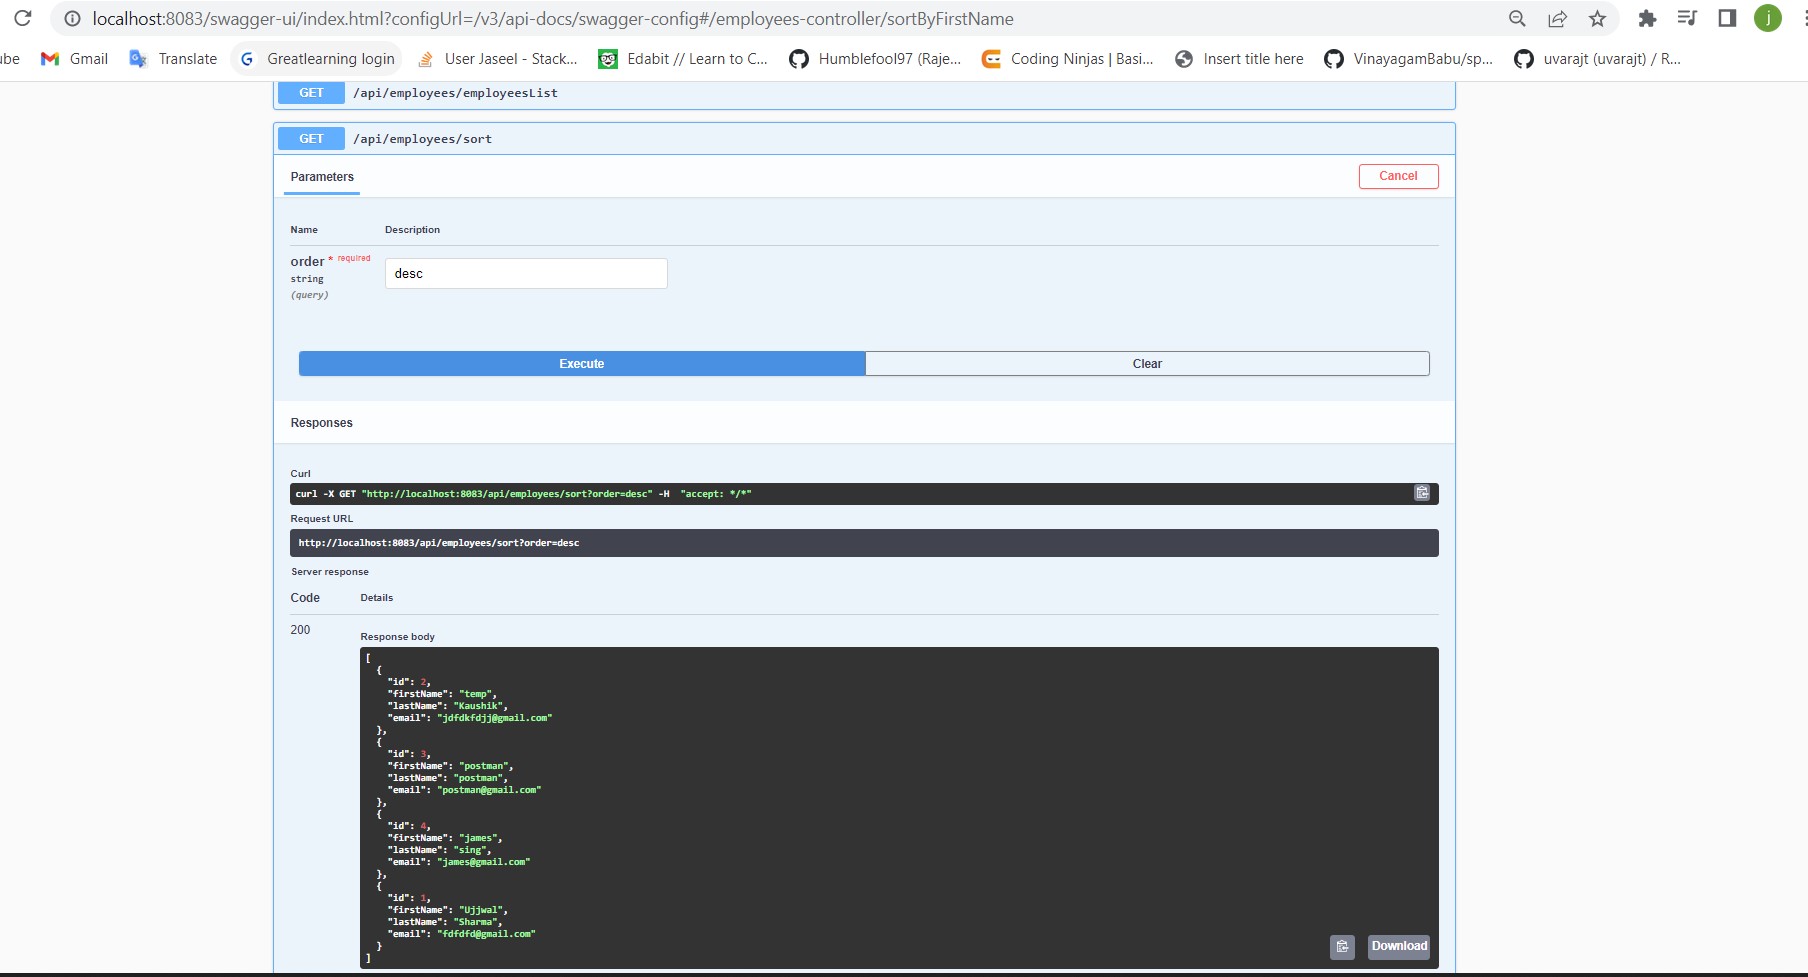 localhost:8083/swagger-ui/index.html?configUrl=/v3/api-docs/swagger-config#/employees-controller/sortByFirstName
j
be Gmail Translate Greatlearning login User Jaseel - Stack... Edabit // Learn to C... Humblefool97 (Raje... Coding Ninjas | Basi... Insert title here VinayagamBabu/sp... uvarajt (uvarajt) / R...
GET /api/employees/employeesList
GET /api/employees/sort
Parameters Cancel
Name Description
order * required desc
string
(query)
Execute Clear
Responses
Curl
curl -X GET "http://localhost:8083/api/employees/sort?order=desc" -H  "accept: */*"
Request URL
http://localhost:8083/api/employees/sort?order=desc
Server response
Code Details
200 Response body
[
  {
    "id": 2,
    "firstName": "temp",
    "lastName": "Kaushik",
    "email": "jdfdkfdjj@gmail.com"
  },
  {
    "id": 3,
    "firstName": "postman",
    "lastName": "postman",
    "email": "postman@gmail.com"
  },
  {
    "id": 4,
    "firstName": "james",
    "lastName": "sing",
    "email": "james@gmail.com"
  },
  {
    "id": 1,
    "firstName": "Ujjwal",
    "lastName": "Sharma",
    "email": "fdfdfd@gmail.com"
  }
]
Download